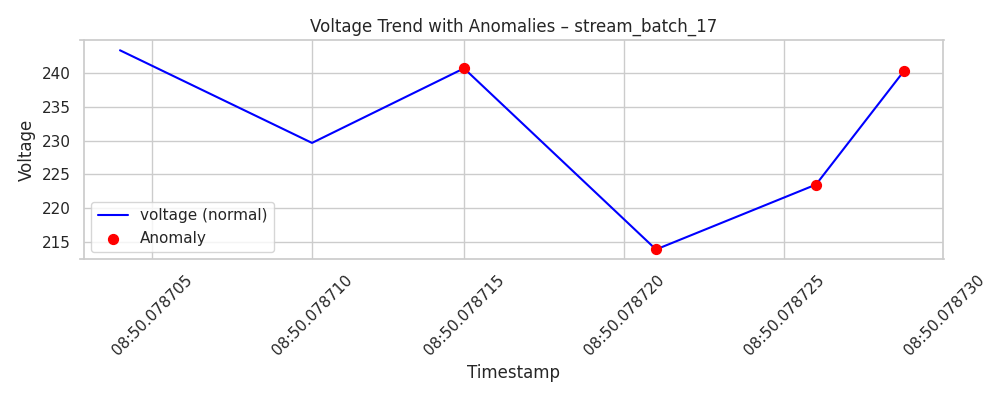 Voltage Trend with Anomalies – stream_batch_17
Voltage
240
235
230
225
220
215
voltage (normal)
Anomaly
08:50.078705
08:50.078710
08:50.078715
08:50.078720
08:50.078725
08:50.078730
Timestamp